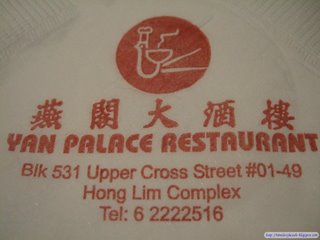 燕閣大酒樓
YAN PALACE RESTAURANT
Blk 531 Upper Cross Street #01-49
Hong Lim Complex
Tel: 6 2222516